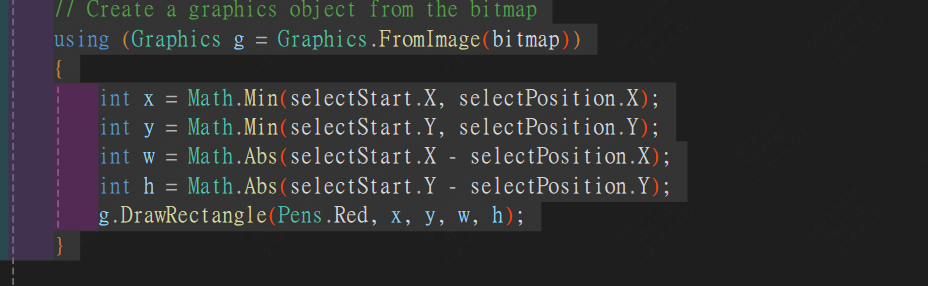 // Create a graphics object from the bitmap
using (Graphics g = Graphics.FromImage(bitmap))
{
int x = Math.Min(selectStart.X, selectPosition.X);
int y = Math.Min(selectStart.Y, selectPosition.Y);
int w = Math.Abs(selectStart.X - selectPosition.X);
int h = Math.Abs(selectStart.Y - selectPosition.Y);
g.DrawRectangle(Pens.Red, x, y, w, h);
}